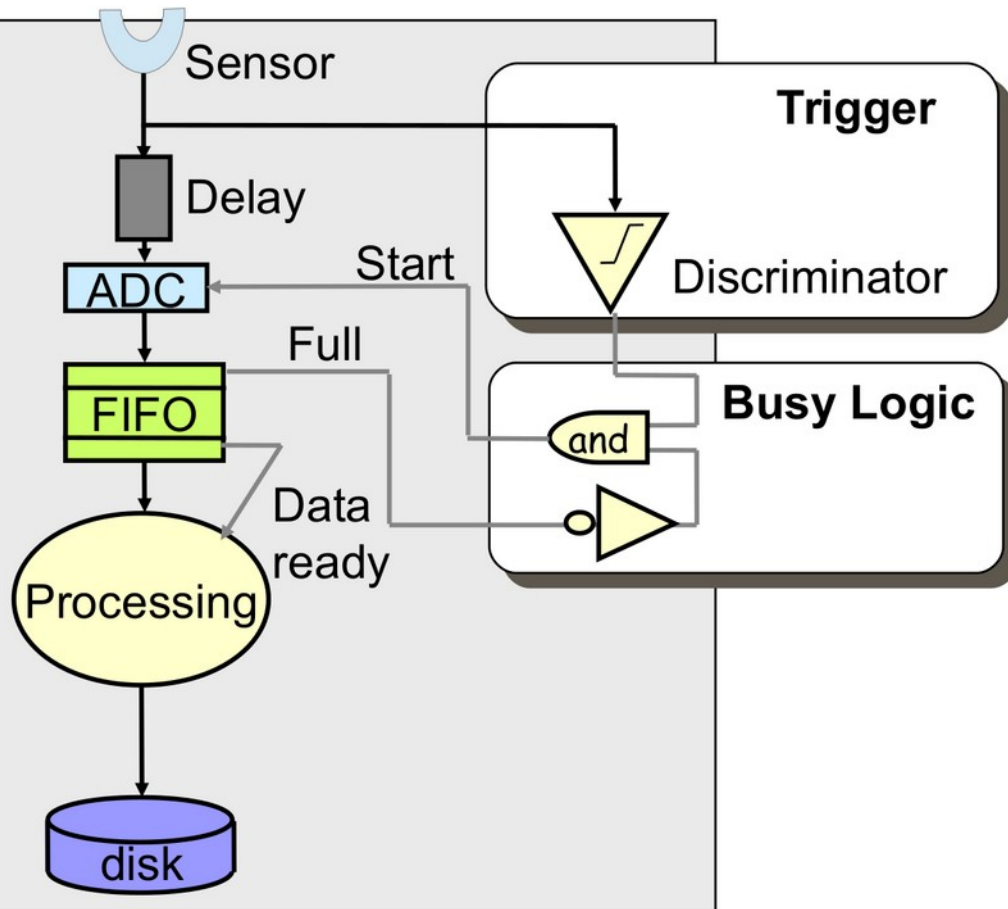 Sensor
Trigger
Delay
Discriminator
Start
ADC
Full
FIFO
Busy Logic
and
Data
ready
Processing
disk